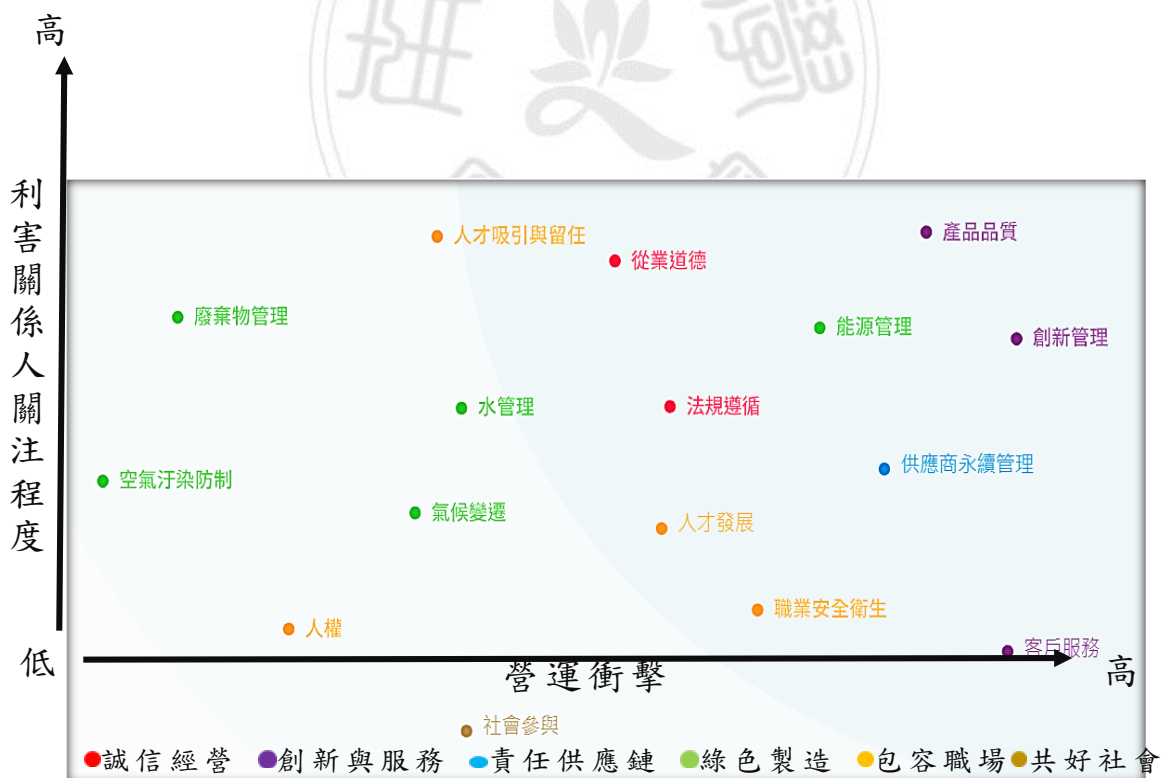 高
利害關係人關注程度
人才吸引與留任
產品品質
從業道德
廢棄物管理
能源管理
創新管理
水管理
法規遵循
供應商永續管理
空氣汙染防制
氣候變遷
人才發展
職業安全衛生
人權
客戶服務
低
營運衝擊
高
社會參與
誠信經營 創新與服務 責任供應鏈 綠色製造 包容職場 共好社會